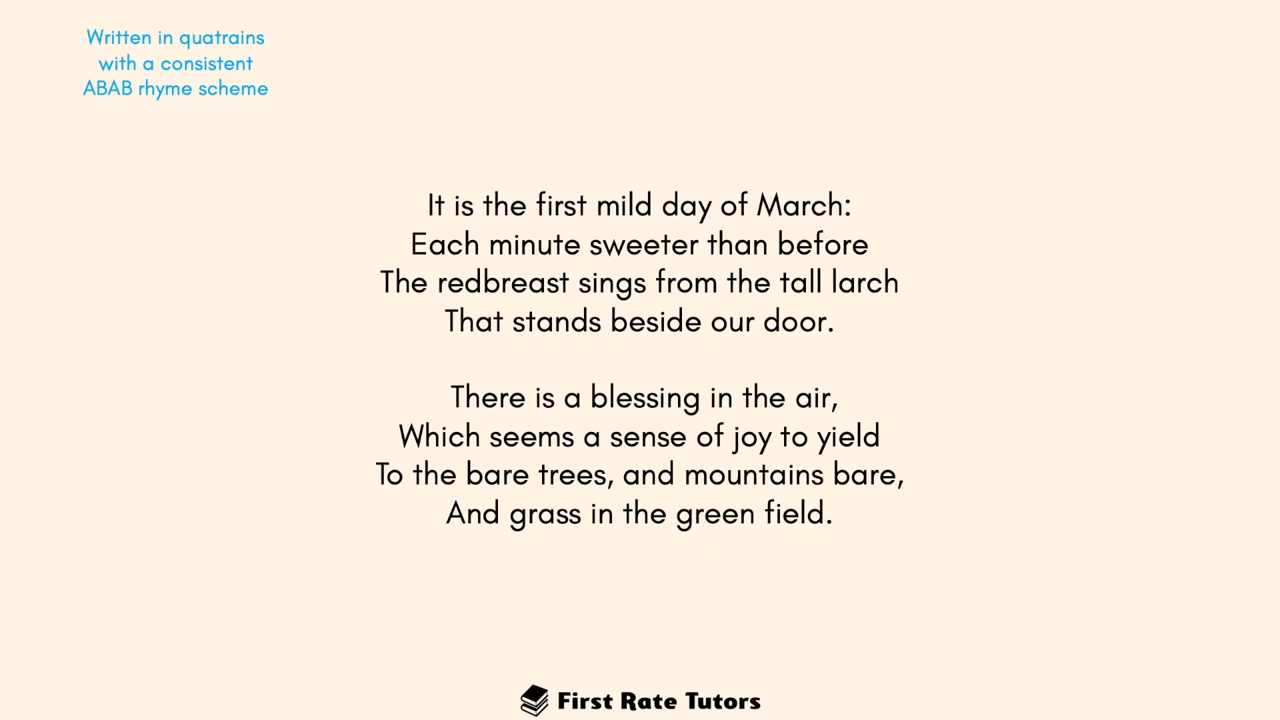 Written in quatrains
with a consistent
ABAB rhyme scheme
It is the first mild day of March:
Each minute sweeter than before
The redbreast sings from the tall larch
That stands beside our door.
There is a blessing in the air,
Which seems a sense of joy to yield
To the bare trees, and mountains bare,
And grass in the green field.
First Rate Tutors